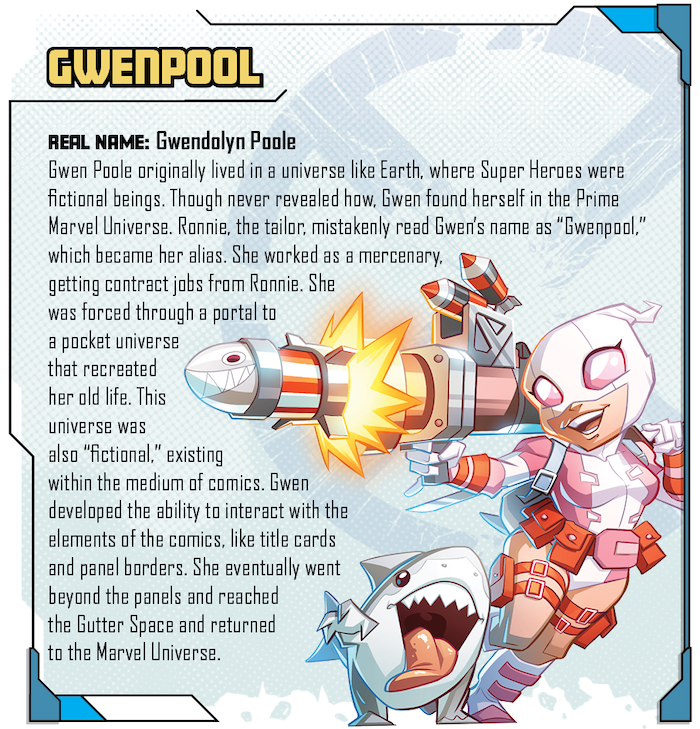 GWENPOOL
REAL NAME: Gwendolyn Poole
Gwen Poole originally lived in a universe like Earth, where Super Heroes were
fictional beings. Though never revealed how, Gwen found herself in the Prime
Marvel Universe. Ronnie, the tailor, mistakenly read Gwen's name as “Gwenpool,”
which became her alias. She worked as a mercenary,
getting contract jobs from Ronnie. She
was forced through a portal to
a pocket universe
that recreated
her old life. This
universe was
also “fictional,” existing
within the medium of comics. Gwen
developed the ability to interact with the
elements of the comics, like title cards
and panel borders. She eventually went
beyond the panels and reached
the Gutter Space and returned
to the Marvel Universe.